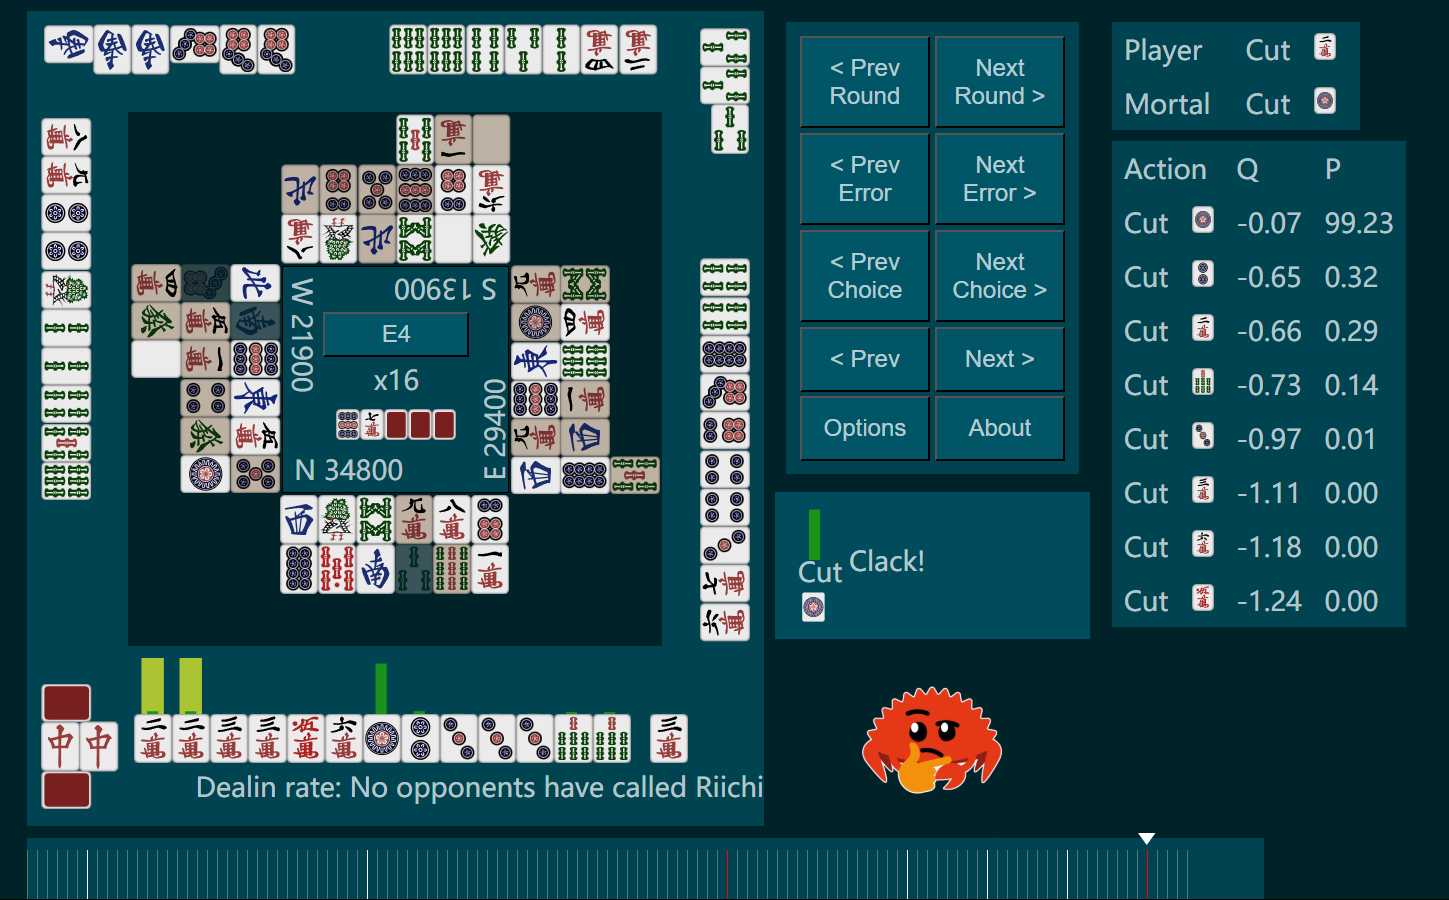 < Prev Round
Next Round >
< Prev Error
Next Error >
< Prev Choice
Next Choice >
< Prev
Next >
Options
About
Player Cut
Mortal Cut
Action Q P
Cut -0.07 99.23
Cut -0.65 0.32
Cut -0.66 0.29
Cut -0.73 0.14
Cut -0.97 0.01
Cut -1.11 0.00
Cut -1.18 0.00
Cut -1.24 0.00
S 13900
W 21900
E4
x16
E 29400
N 34800
Cut
Clack!
Dealin rate: No opponents have called Riichi